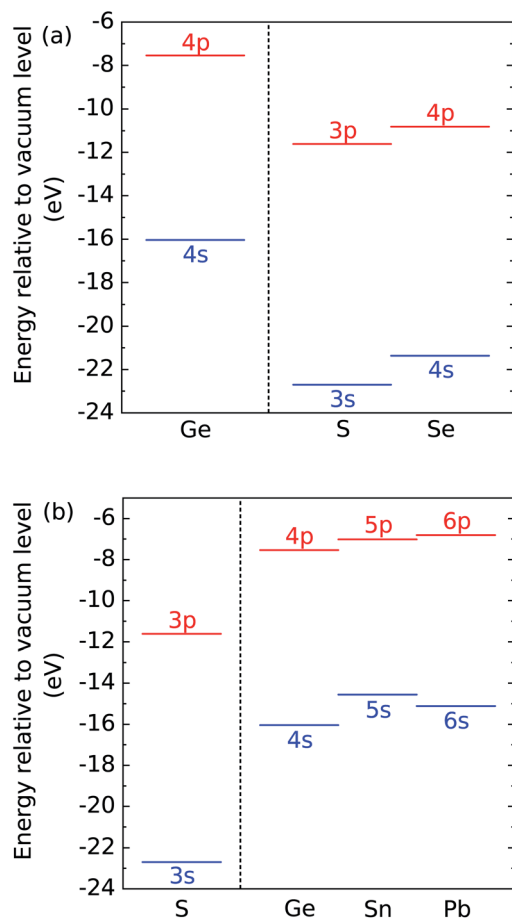 (a)
Energy relative to vacuum level
(eV)
-6
-8
-10
-12
-14
-16
-18
-20
-22
-24
4p
4s
3p
4p
3s
4s
Ge
S
Se
(b)
Energy relative to vacuum level
(eV)
-6
-8
-10
-12
-14
-16
-18
-20
-22
-24
3p
3s
4p
5p
6p
4s
5s
6s
S
Ge
Sn
Pb